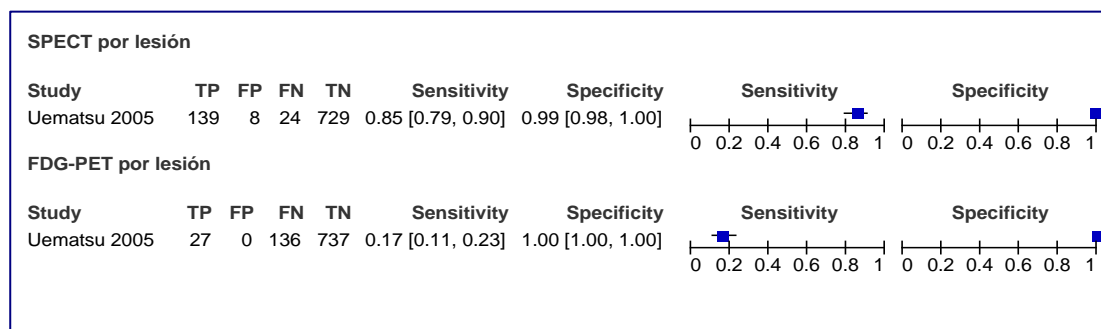 SPECT por lesión
Study TP FP FN TN Sensitivity Specificity Sensitivity Specificity
Uematsu 2005 139 8 24 729 0.85 [0.79, 0.90] 0.99 [0.98, 1.00]
0 0.2 0.4 0.6 0.8 1 0 0.2 0.4 0.6 0.8 1
FDG-PET por lesión
Study TP FP FN TN Sensitivity Specificity Sensitivity Specificity
Uematsu 2005 27 0 136 737 0.17 [0.11, 0.23] 1.00 [1.00, 1.00]
0 0.2 0.4 0.6 0.8 1 0 0.2 0.4 0.6 0.8 1